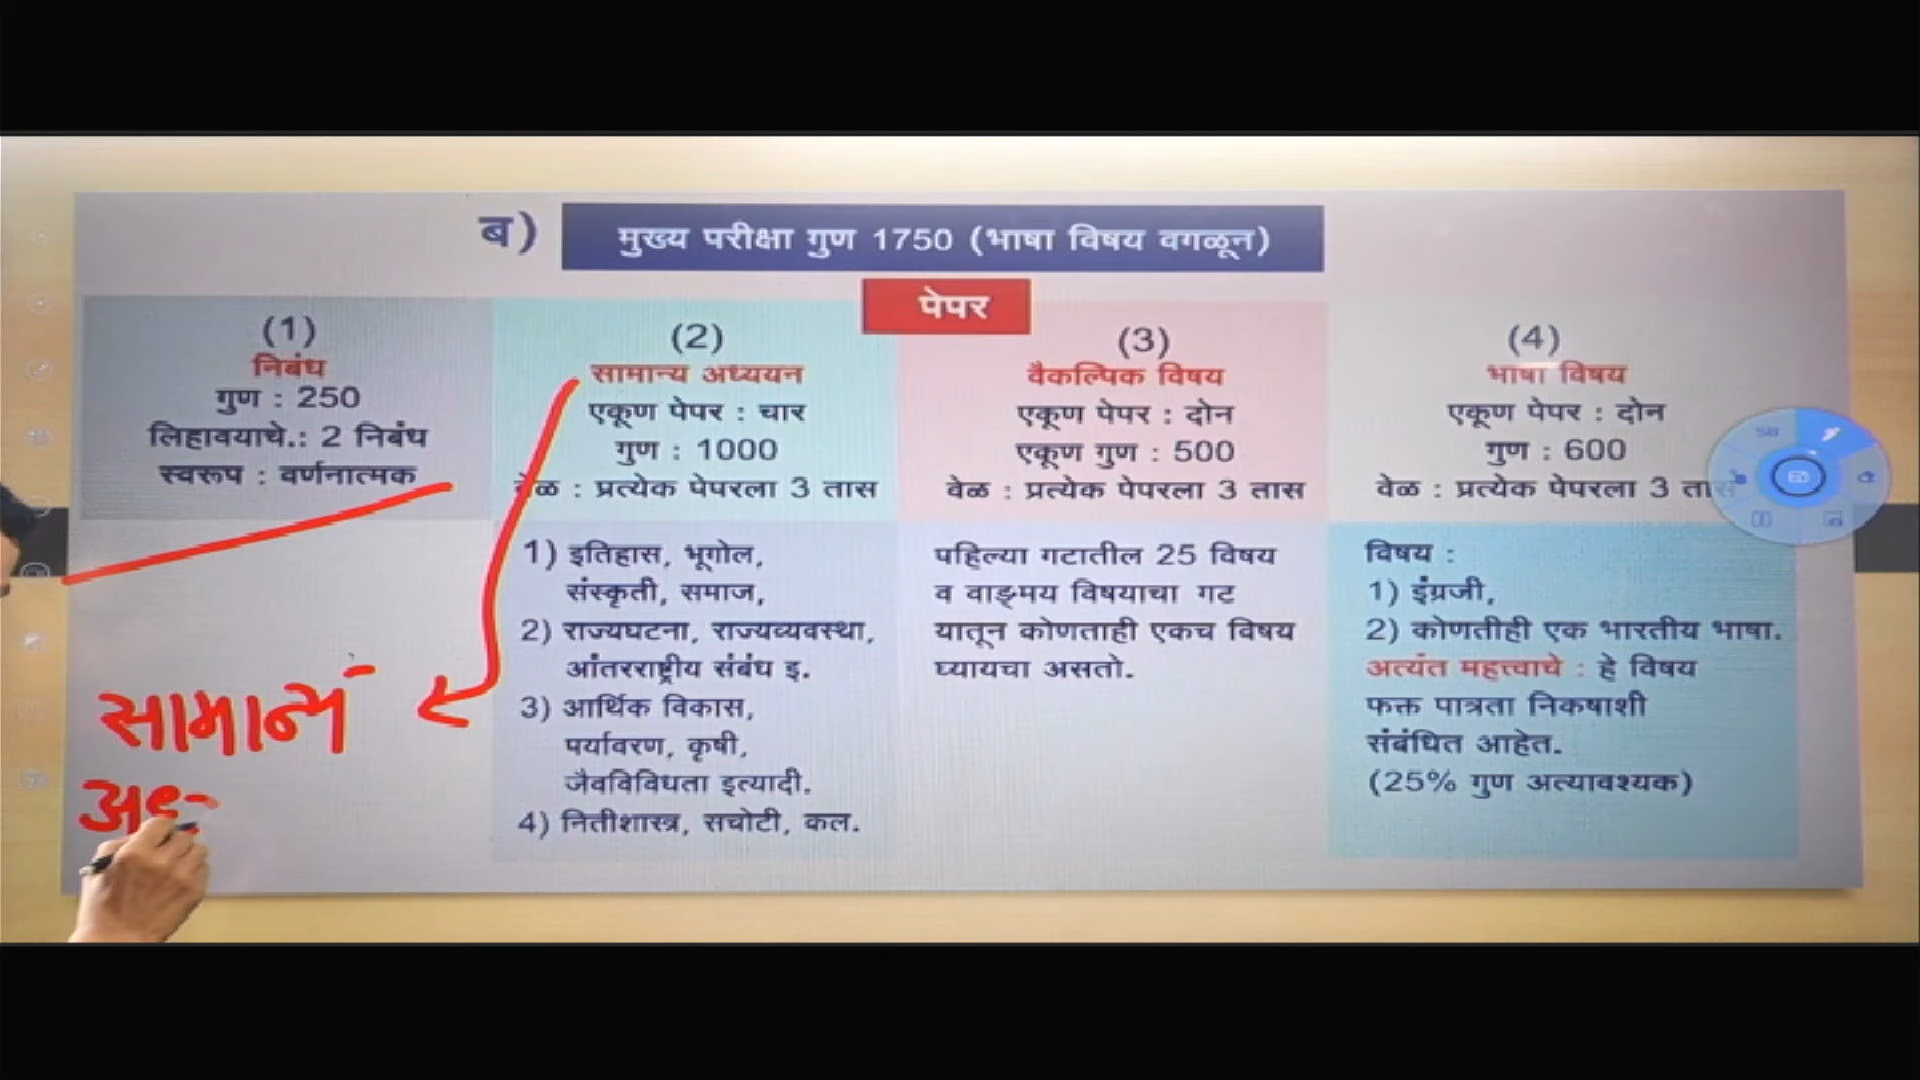 ब) मुख्य परीक्षा गुण 1750 (भाषा विषय वगळून)
पेपर
(1)
निबंध
गुण : 250
लिहावयाचे.: 2 निबंध
स्वरूप : वर्णनात्मक
(2)
सामान्य अध्ययन
एकूण पेपर : चार
गुण : 1000
वेळ : प्रत्येक पेपरला 3 तास
1) इतिहास, भूगोल,
संस्कृती, समाज,
2) राज्यघटना, राज्यव्यवस्था,
आंतरराष्ट्रीय संबंध इ.
3) आर्थिक विकास,
पर्यावरण, कृषी,
जैवविविधता इत्यादी.
4) नितीशास्त्र, सचोटी, कल.
(3)
वैकल्पिक विषय
एकूण पेपर : दोन
एकूण गुण : 500
वेळ : प्रत्येक पेपरला 3 तास
पहिल्या गटातील 25 विषय
व वाङ्मय विषयाचा गट
यातून कोणताही एकच विषय
घ्यायचा असतो.
(4)
भाषा विषय
एकूण पेपर : दोन
गुण : 600
वेळ : प्रत्येक पेपरला 3 तास
विषय :
1) इंग्रजी,
2) कोणतीही एक भारतीय भाषा.
अत्यंत महत्त्वाचे : हे विषय
फक्त पात्रता निकषाशी
संबंधित आहेत.
(25% गुण अत्यावश्यक)
सामान्य